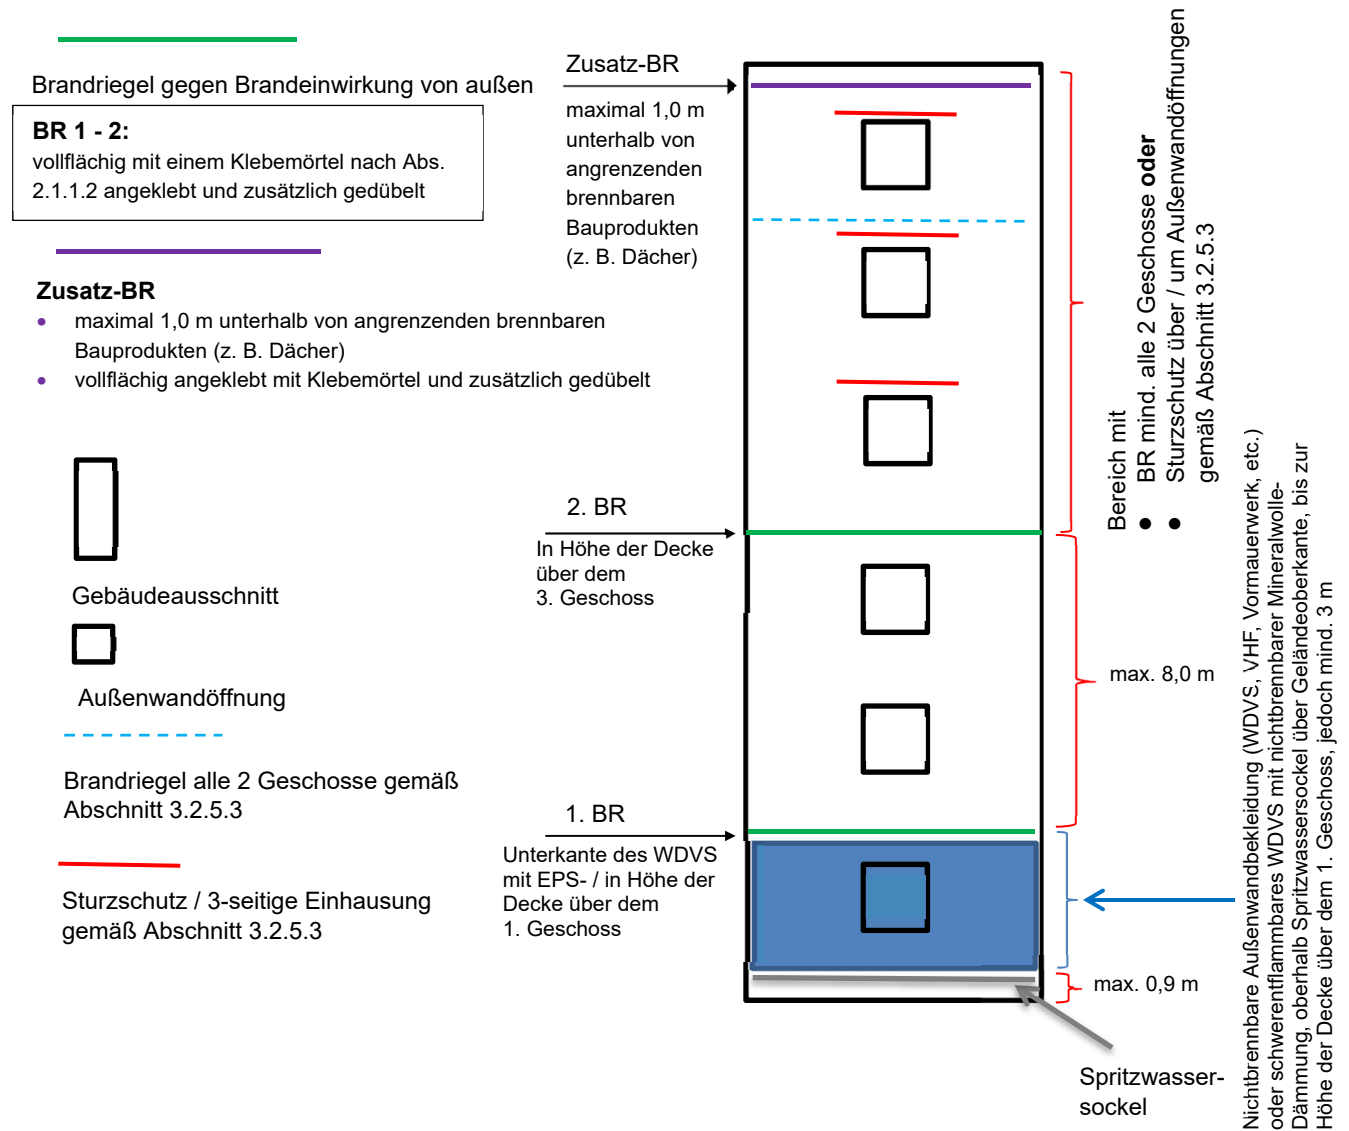 Brandriegel gegen Brandeinwirkung von außen
BR 1 - 2:
vollflächig mit einem Klebemörtel nach Abs.
2.1.1.2 angeklebt und zusätzlich gedübelt
Zusatz-BR
• maximal 1,0 m unterhalb von angrenzenden brennbaren
Bauprodukten (z. B. Dächer)
• vollflächig angeklebt mit Klebemörtel und zusätzlich gedübelt
Gebäudeausschnitt
Außenwandöffnung
Brandriegel alle 2 Geschosse gemäß
Abschnitt 3.2.5.3
Sturzschutz / 3-seitige Einhausung
gemäß Abschnitt 3.2.5.3
Zusatz-BR
maximal 1,0 m
unterhalb von
angrenzenden
brennbaren
Bauprodukten
(z. B. Dächer)
2. BR
In Höhe der Decke
über dem
3. Geschoss
1. BR
Unterkante des WDVS
mit EPS- / in Höhe der
Decke über dem
1. Geschoss
Bereich mit
● BR mind. alle 2 Geschosse oder
● Sturzschutz über / um Außenwandöffnungen
gemäß Abschnitt 3.2.5.3
max. 8,0 m
max. 0,9 m
Spritzwasser-
sockel
Nichtbrennbare Außenwandbekleidung (WDVS, VHF, Vormauerwerk, etc.)
oder schwerentflammbares WDVS mit nichtbrennbarer Mineralwolle-
Dämmung, oberhalb Spritzwassersockel über Geländeoberkante, bis zur
Höhe der Decke über dem 1. Geschoss, jedoch mind. 3 m